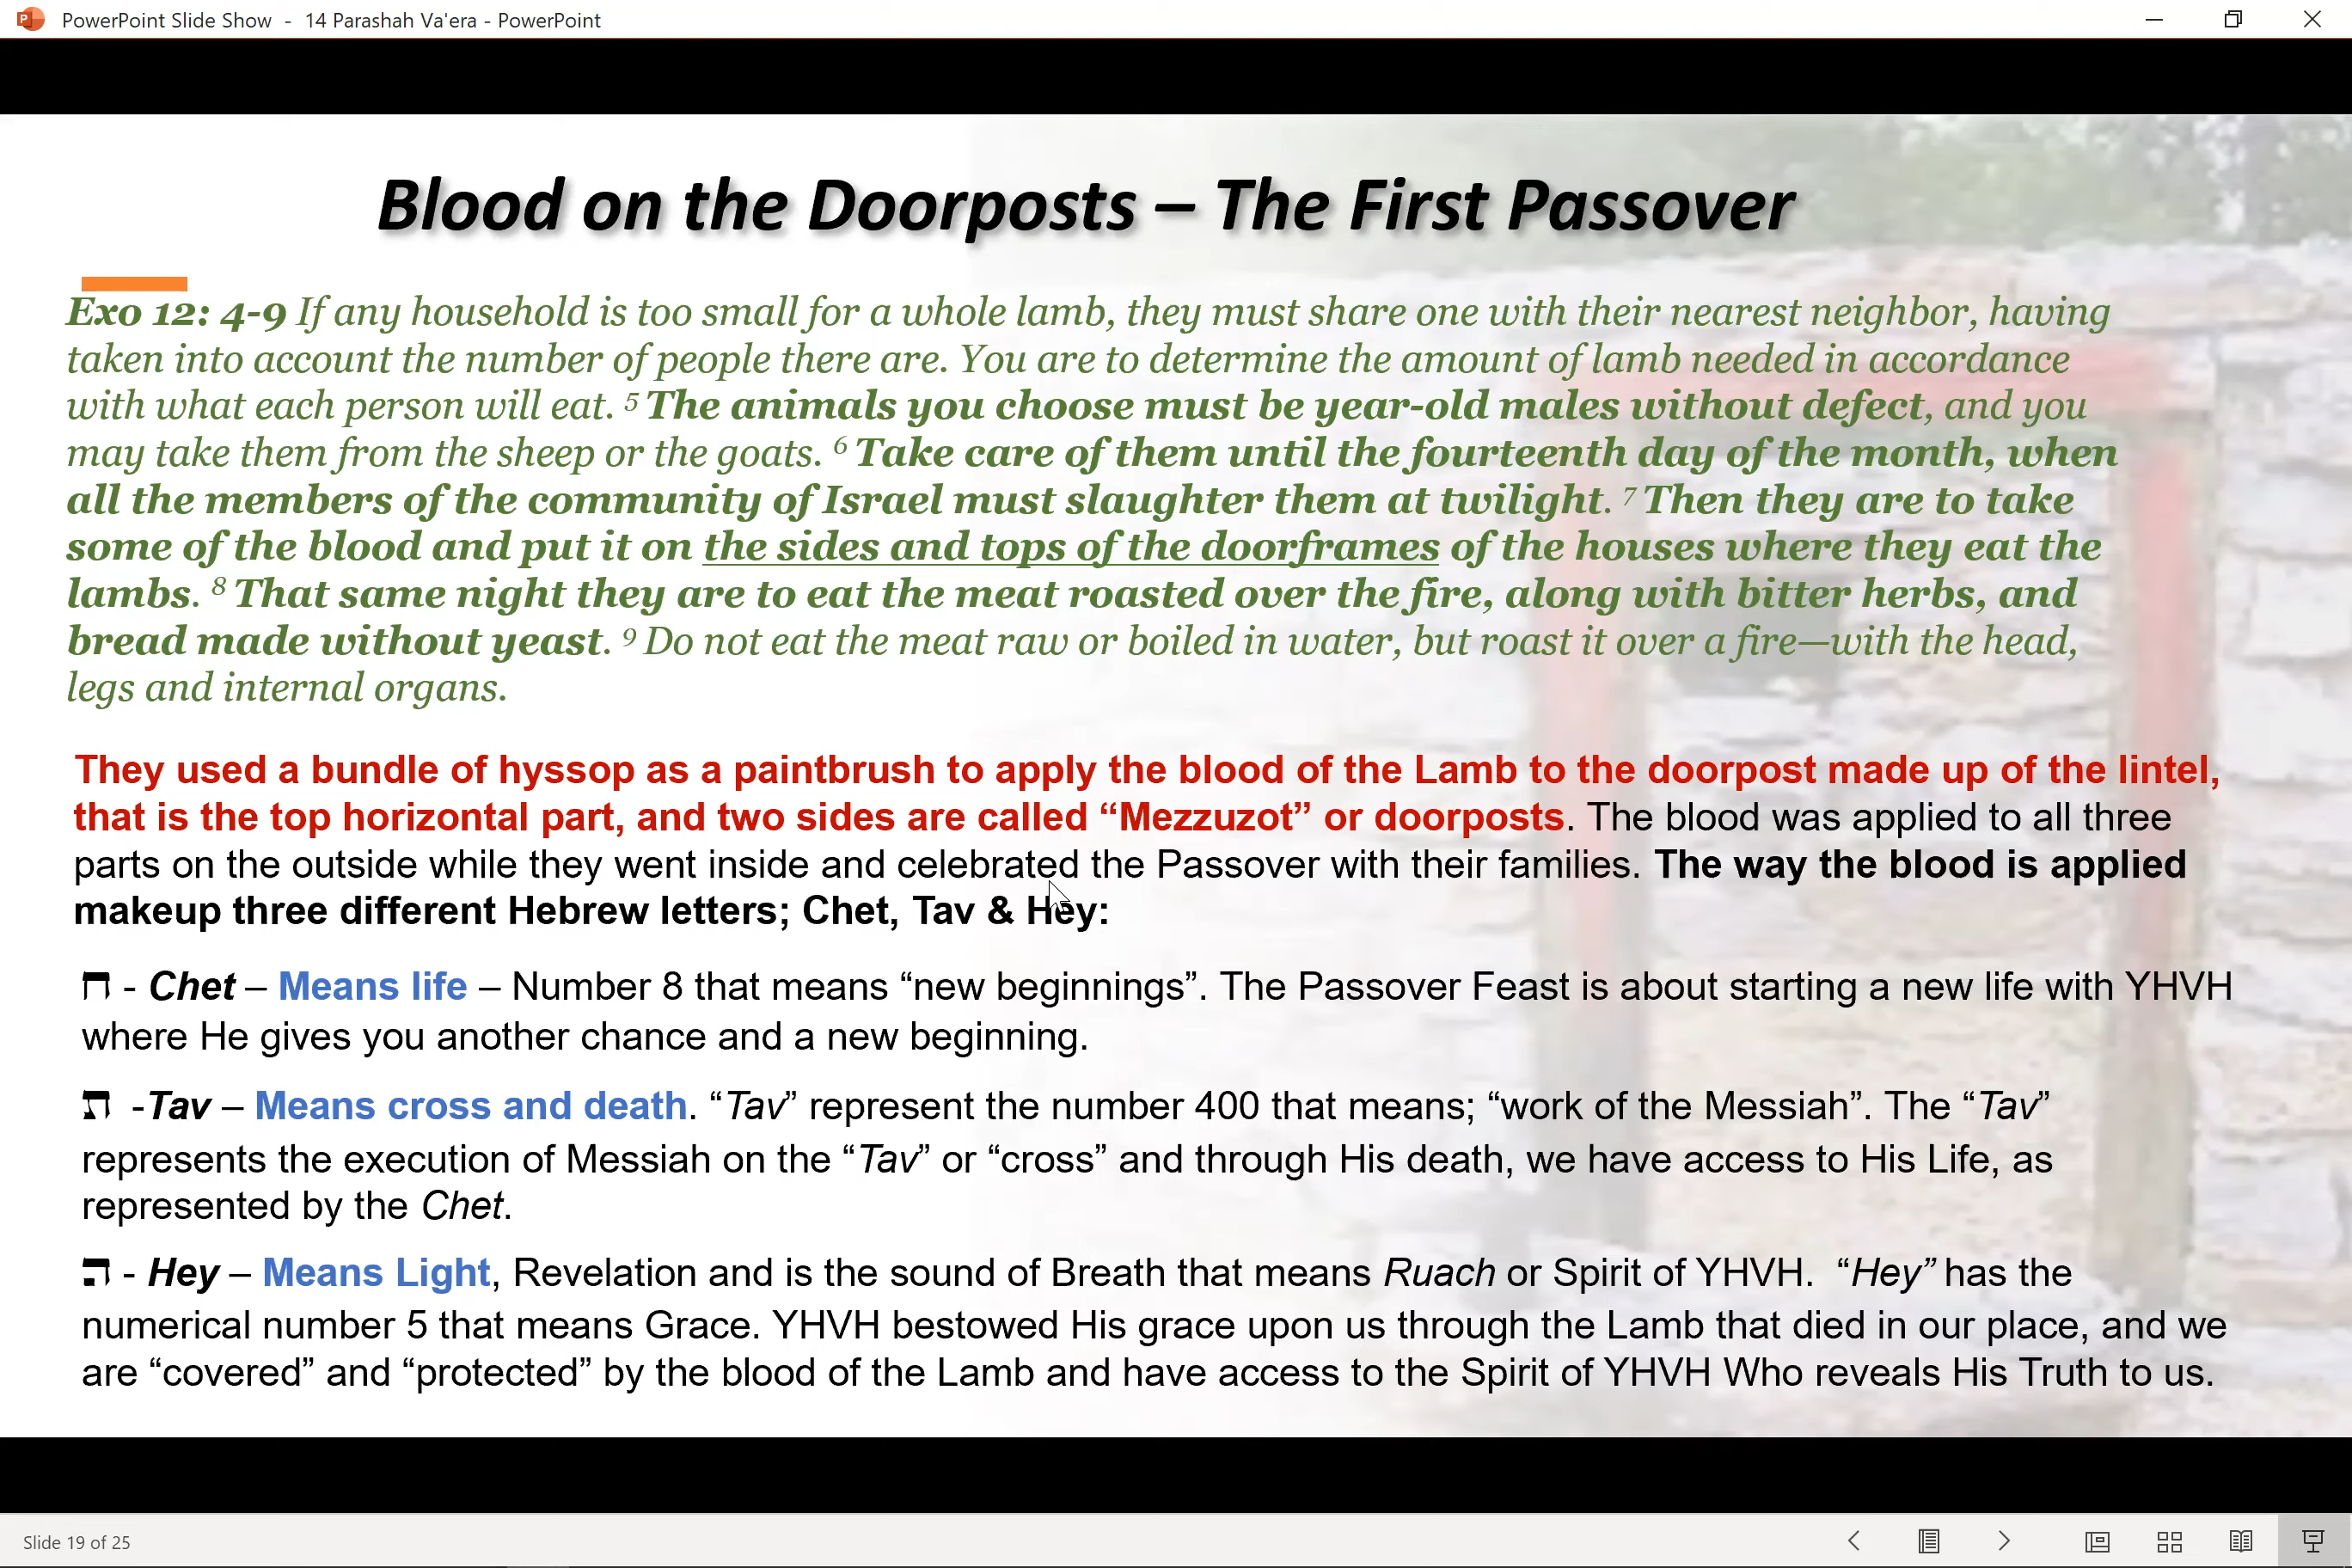 PowerPoint Slide Show - 14 Parashah Va'era - PowerPoint
Blood on the Doorposts – The First Passover
Exo 12: 4-9 If any household is too small for a whole lamb, they must share one with their nearest neighbor, having
taken into account the number of people there are. You are to determine the amount of lamb needed in accordance
with what each person will eat. 5 The animals you choose must be year-old males without defect, and you
may take them from the sheep or the goats. 6 Take care of them until the fourteenth day of the month, when
all the members of the community of Israel must slaughter them at twilight. 7 Then they are to take
some of the blood and put it on the sides and tops of the doorframes of the houses where they eat the
lambs. 8 That same night they are to eat the meat roasted over the fire, along with bitter herbs, and
bread made without yeast. 9 Do not eat the meat raw or boiled in water, but roast it over a fire—with the head,
legs and internal organs.
They used a bundle of hyssop as a paintbrush to apply the blood of the Lamb to the doorpost made up of the lintel,
that is the top horizontal part, and two sides are called “Mezzuzot” or doorposts. The blood was applied to all three
parts on the outside while they went inside and celebrated the Passover with their families. The way the blood is applied
makeup three different Hebrew letters; Chet, Tav & Hey:
ח - Chet – Means life – Number 8 that means “new beginnings”. The Passover Feast is about starting a new life with YHVH
where He gives you another chance and a new beginning.
ת -Tav – Means cross and death. “Tav” represent the number 400 that means; “work of the Messiah”. The “Tav”
represents the execution of Messiah on the “Tav” or “cross” and through His death, we have access to His Life, as
represented by the Chet.
ה - Hey – Means Light, Revelation and is the sound of Breath that means Ruach or Spirit of YHVH. “Hey” has the
numerical number 5 that means Grace. YHVH bestowed His grace upon us through the Lamb that died in our place, and we
are “covered” and “protected” by the blood of the Lamb and have access to the Spirit of YHVH Who reveals His Truth to us.
Slide 19 of 25